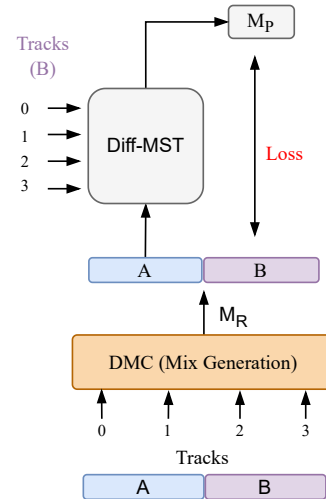 M_P
Tracks
(B)
0
1
2
3
Diff-MST
Loss
A B
M_R
DMC (Mix Generation)
0 1 2 3
Tracks
A B